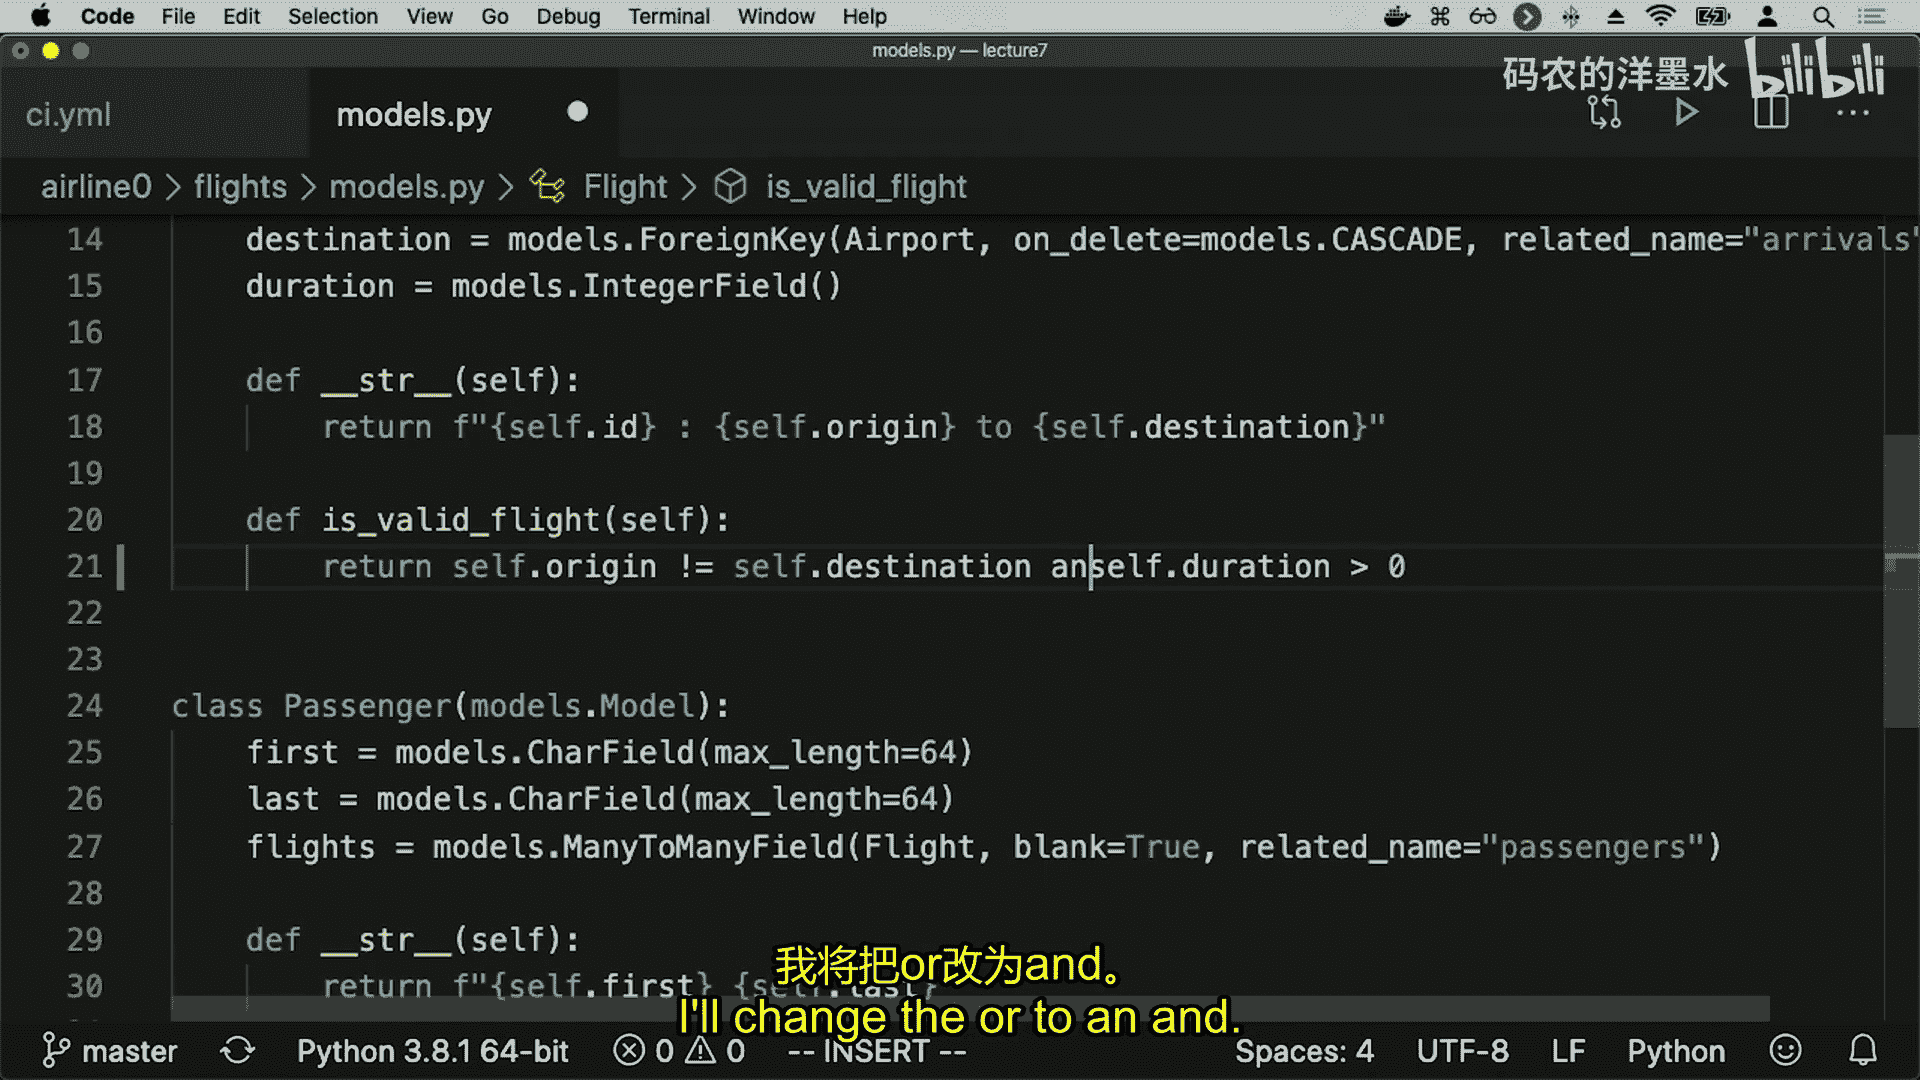 Code File Edit Selection View Go Debug Terminal Window Help
models.py — lecture7
码农的洋墨水 bilibili
ci.yml models.py
airline0 > flights > models.py > Flight > is_valid_flight
14 destination = models.ForeignKey(Airport, on_delete=models.CASCADE, related_name="arrivals"
15 duration = models.IntegerField()
16
17 def __str__(self):
18 return f"{self.id} : {self.origin} to {self.destination}"
19
20 def is_valid_flight(self):
21 return self.origin != self.destination anself.duration > 0
22
23
24 class Passenger(models.Model):
25 first = models.CharField(max_length=64)
26 last = models.CharField(max_length=64)
27 flights = models.ManyToManyField(Flight, blank=True, related_name="passengers")
28
29 def __str__(self):
30 return f"{self.first} {self.last}
我将把or改为and。
I'll change the or to an and.
master Python 3.8.1 64-bit 0 0 -- INSERT -- Spaces: 4 UTF-8 LF Python